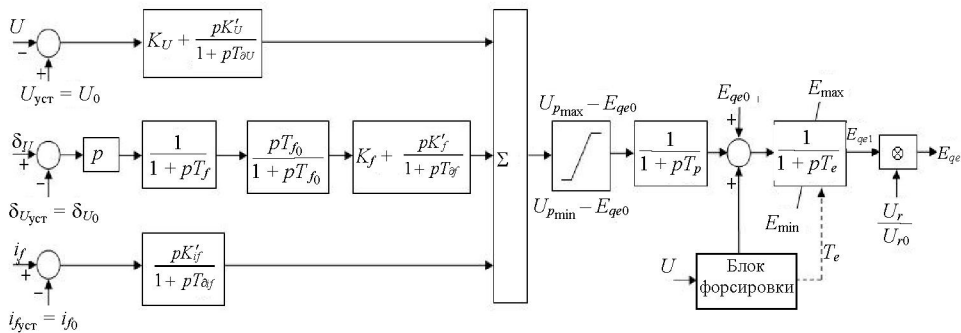 U
−
+
U_уст = U_0
K_U + pK'_U / (1 + pT_∂U)
δ_U
+
−
δ_Uуст = δ_U0
p
1 / (1 + pT_f)
pT_f0 / (1 + pT_f0)
K_f + pK'_f / (1 + pT_∂f)
i_f
+
−
i_fуст = i_f0
pK'_if / (1 + pT_∂if)
Σ
U_pmax − E_qe0
U_pmin − E_qe0
1 / (1 + pT_p)
E_qe0
+
+
E_max
1 / (1 + pT_e)
E_min
E_qe1
⊗
E_qe
U_r / U_r0
T_e
U
Блок
форсировки